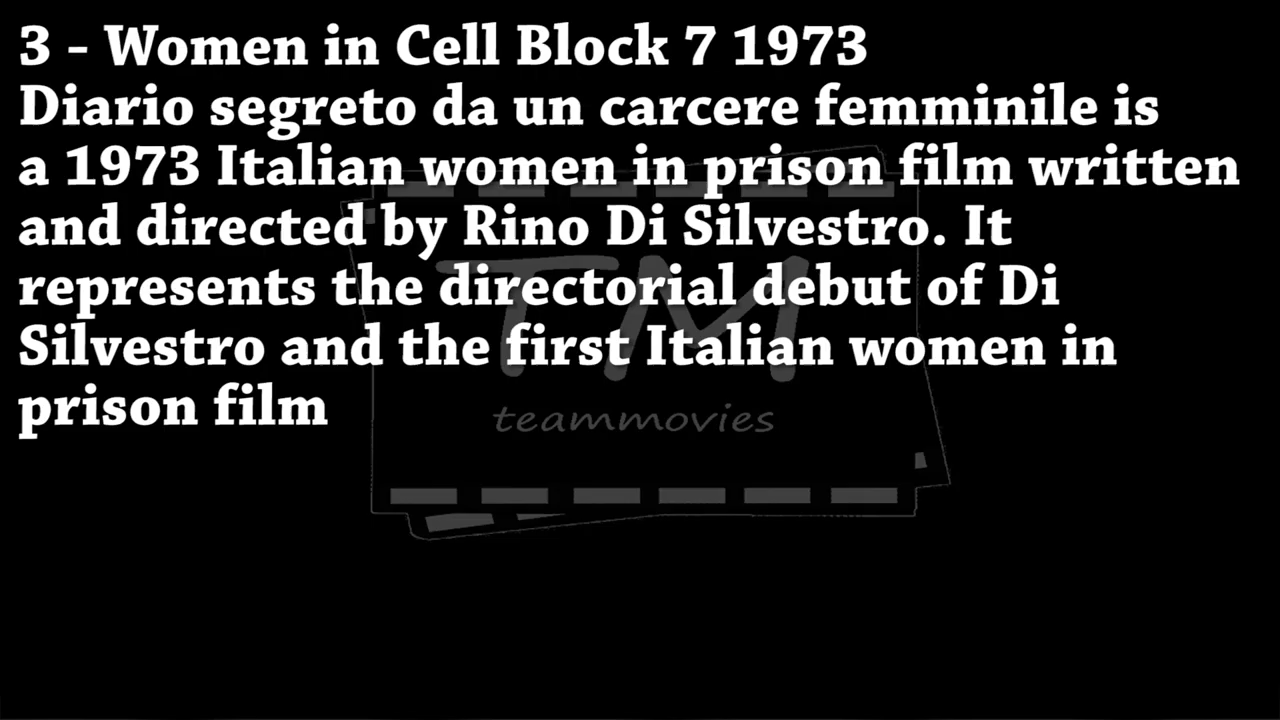 3 - Women in Cell Block 7 1973
Diario segreto da un carcere femminile is
a 1973 Italian women in prison film written
and directed by Rino Di Silvestro. It
represents the directorial debut of Di
Silvestro and the first Italian women in
prison film
TM
teammovies